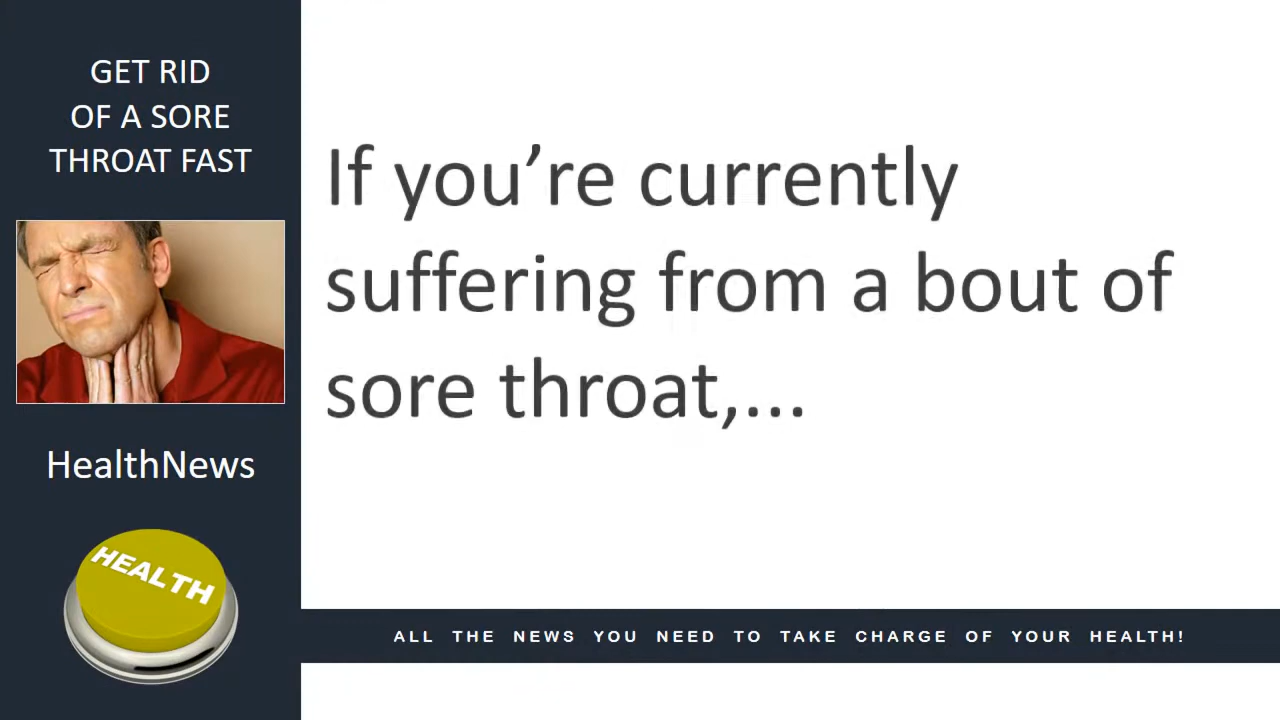 GET RID
OF A SORE
THROAT FAST
HealthNews
HEALTH
If you’re currently
suffering from a bout of
sore throat,...
ALL THE NEWS YOU NEED TO TAKE CHARGE OF YOUR HEALTH!